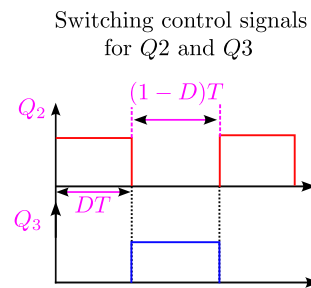 Switching control signals
for Q2 and Q3
(1 − D)T
Q₂
DT
Q₃